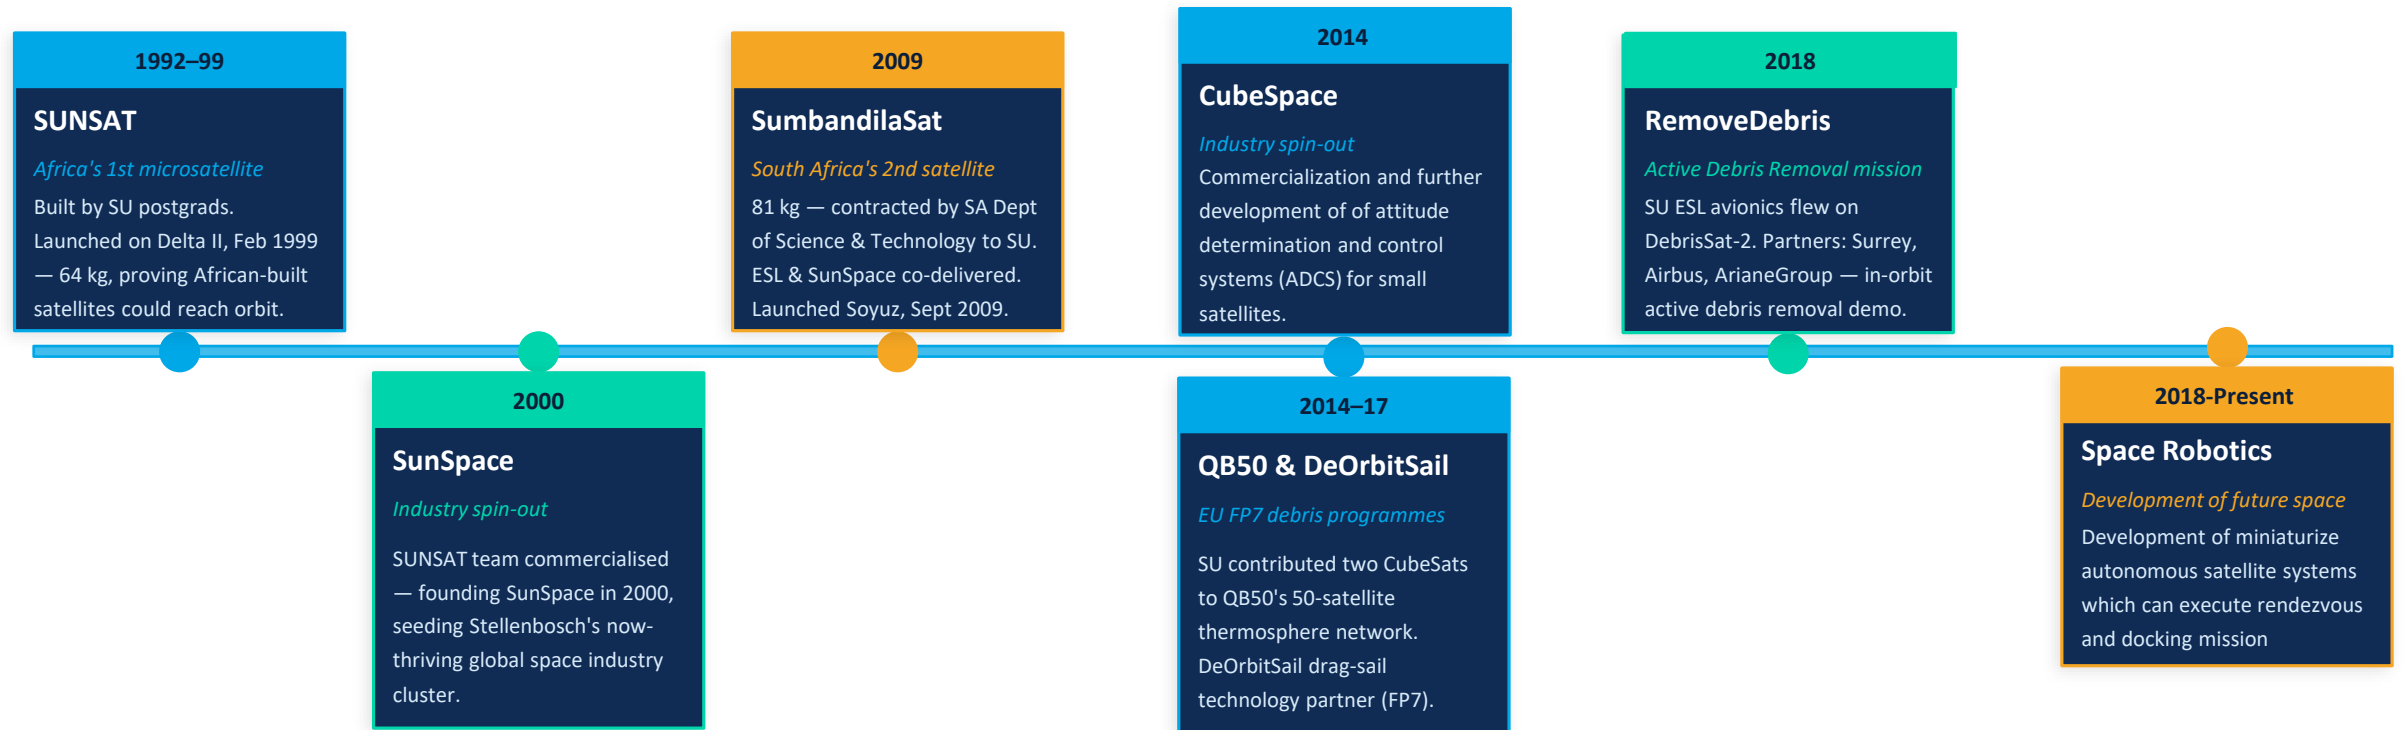 1992–99
SUNSAT
Africa's 1st microsatellite
Built by SU postgrads.
Launched on Delta II, Feb 1999
— 64 kg, proving African-built
satellites could reach orbit.
2000
SunSpace
Industry spin-out
SUNSAT team commercialised
— founding SunSpace in 2000,
seeding Stellenbosch's now-
thriving global space industry
cluster.
2009
SumbandilaSat
South Africa's 2nd satellite
81 kg — contracted by SA Dept
of Science & Technology to SU.
ESL & SunSpace co-delivered.
Launched Soyuz, Sept 2009.
2014
CubeSpace
Industry spin-out
Commercialization and further
development of of attitude
determination and control
systems (ADCS) for small
satellites.
2014–17
QB50 & DeOrbitSail
EU FP7 debris programmes
SU contributed two CubeSats
to QB50's 50-satellite
thermosphere network.
DeOrbitSail drag-sail
technology partner (FP7).
2018
RemoveDebris
Active Debris Removal mission
SU ESL avionics flew on
DebrisSat-2. Partners: Surrey,
Airbus, ArianeGroup — in-orbit
active debris removal demo.
2018-Present
Space Robotics
Development of future space
Development of miniaturize
autonomous satellite systems
which can execute rendezvous
and docking mission